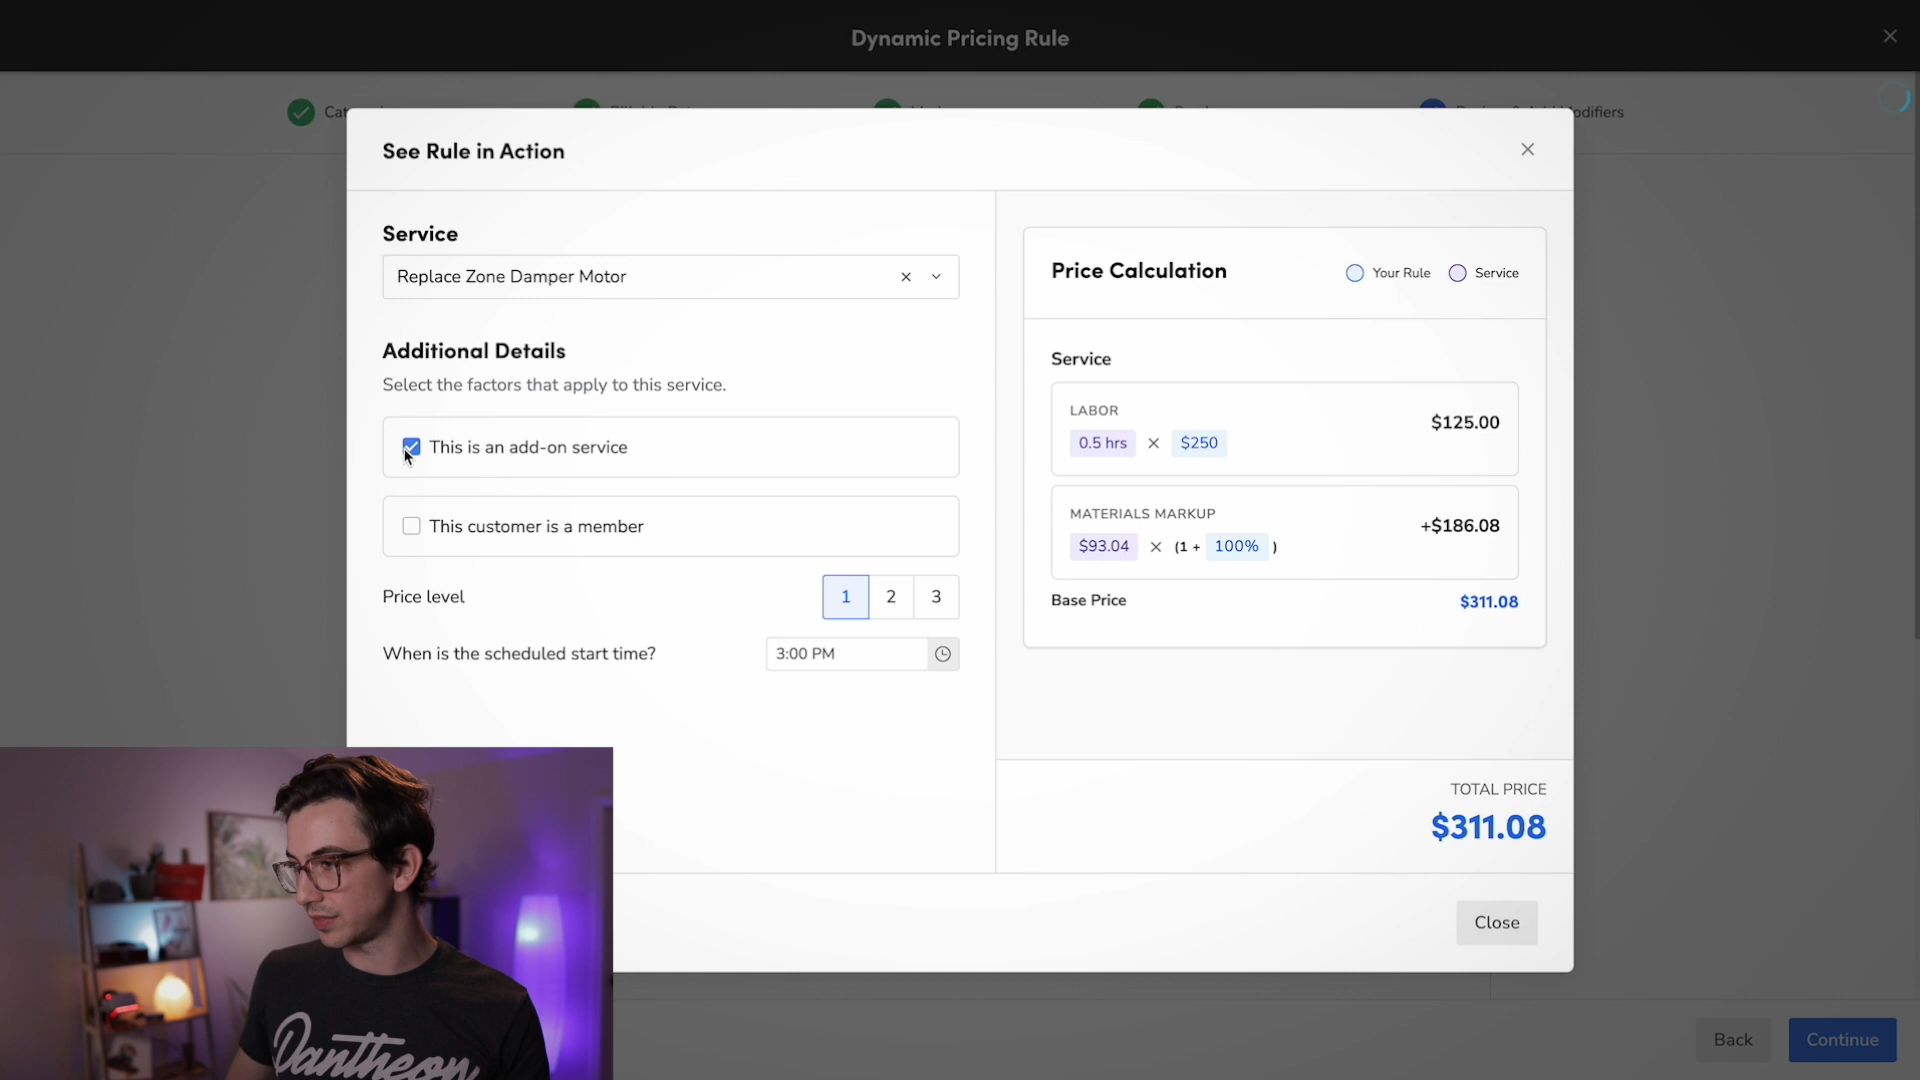 Dynamic Pricing Rule
See Rule in Action
Service
Replace Zone Damper Motor
Additional Details
Select the factors that apply to this service.
This is an add-on service
This customer is a member
Price level
1
2
3
When is the scheduled start time?
3:00 PM
Price Calculation
Your Rule
Service
Service
LABOR
0.5 hrs × $250
$125.00
MATERIALS MARKUP
$93.04 × (1 + 100% )
+$186.08
Base Price
$311.08
TOTAL PRICE
$311.08
Close
Back
Continue
Pantheon